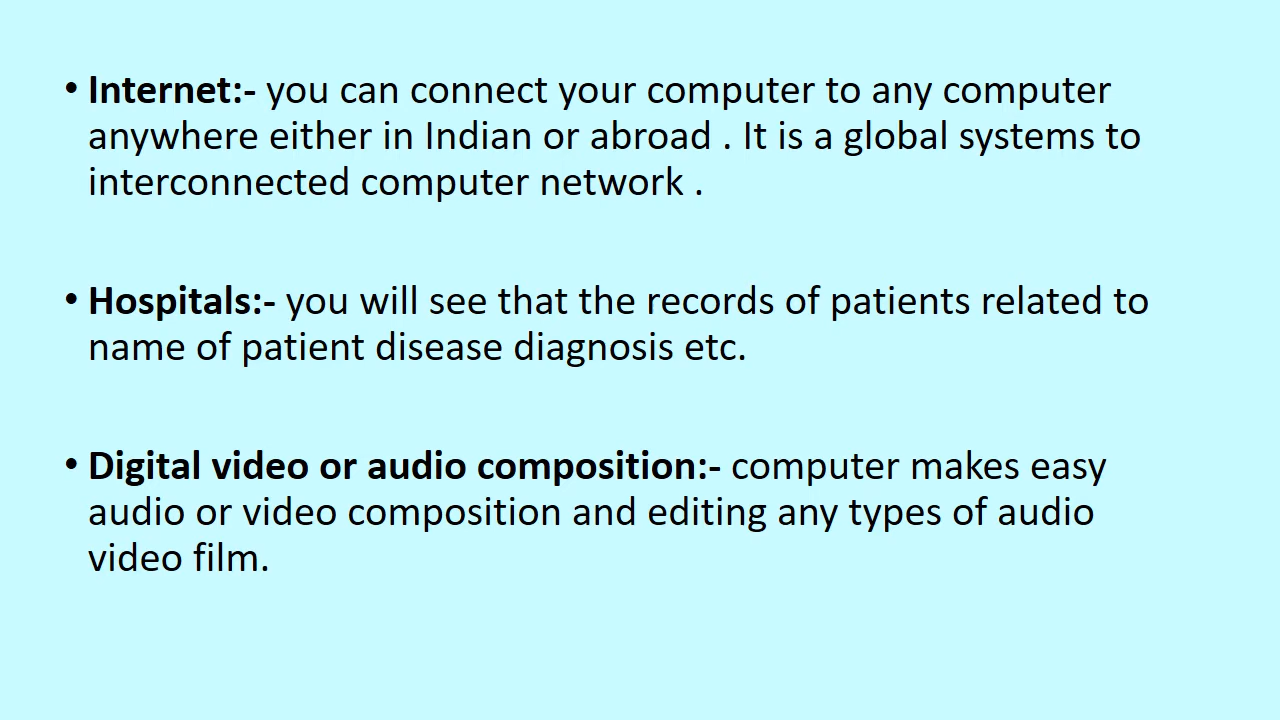 • Internet:- you can connect your computer to any computer
anywhere either in Indian or abroad . It is a global systems to
interconnected computer network .
• Hospitals:- you will see that the records of patients related to
name of patient disease diagnosis etc.
• Digital video or audio composition:- computer makes easy
audio or video composition and editing any types of audio
video film.